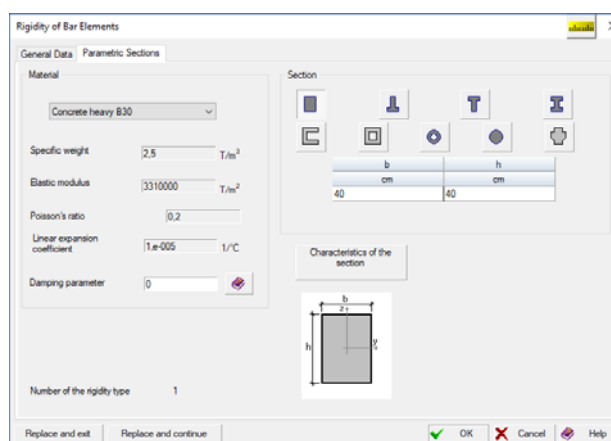 Rigidity of Bar Elements
General Data
Parametric Sections
Material
Concrete heavy B30
Specific weight 2,5 T/m³
Elastic modulus 3310000 T/m²
Poisson's ratio 0,2
Linear expansion
coefficient 1.e-005 1/°C
Damping parameter 0
Number of the rigidity type 1
Section
b h
cm cm
40 40
Characteristics of the
section
b
z
h
y
Replace and exit
Replace and continue
OK
Cancel
Help